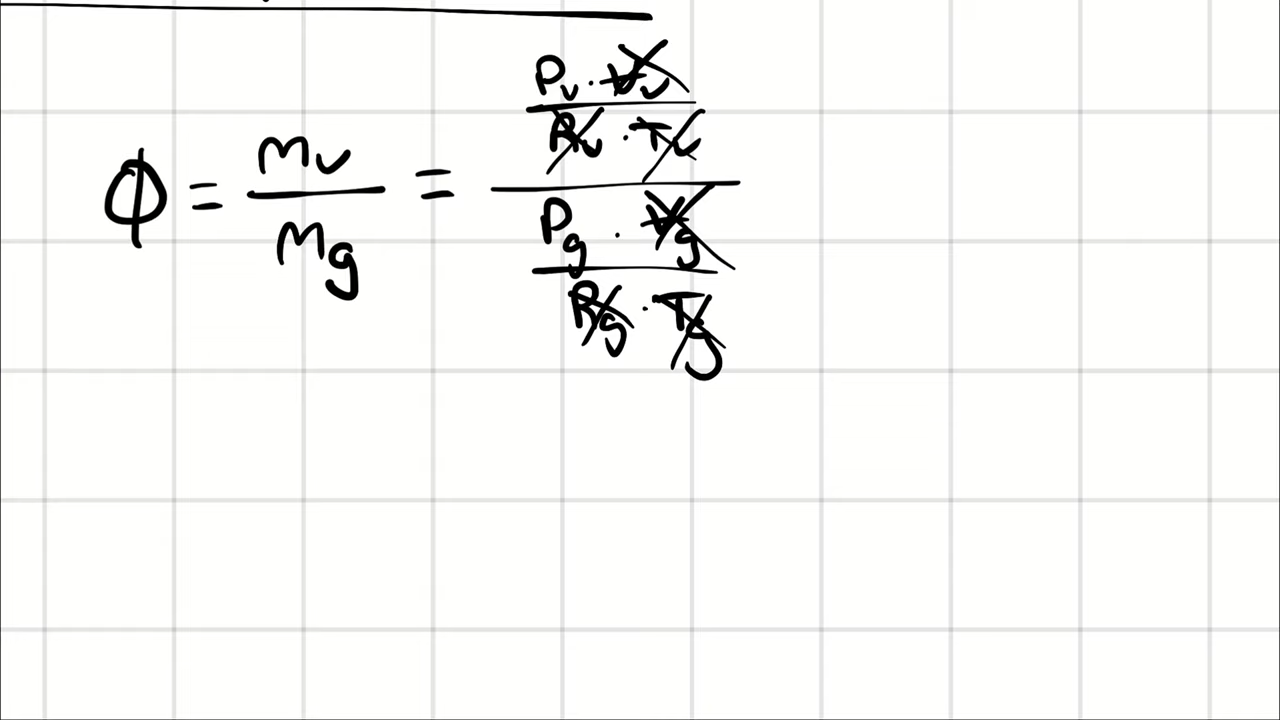 ϕ = mv / mg = (Pv · Vv / Rv · Tv) / (Pg · Vg / Rg · Tg)